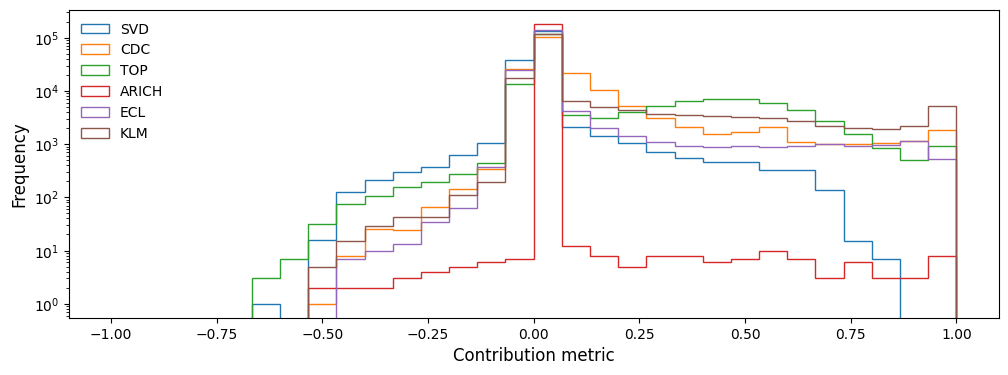 SVD
CDC
TOP
ARICH
ECL
KLM
Frequency
10⁵
10⁴
10³
10²
10¹
10⁰
−1.00 −0.75 −0.50 −0.25 0.00 0.25 0.50 0.75 1.00
Contribution metric